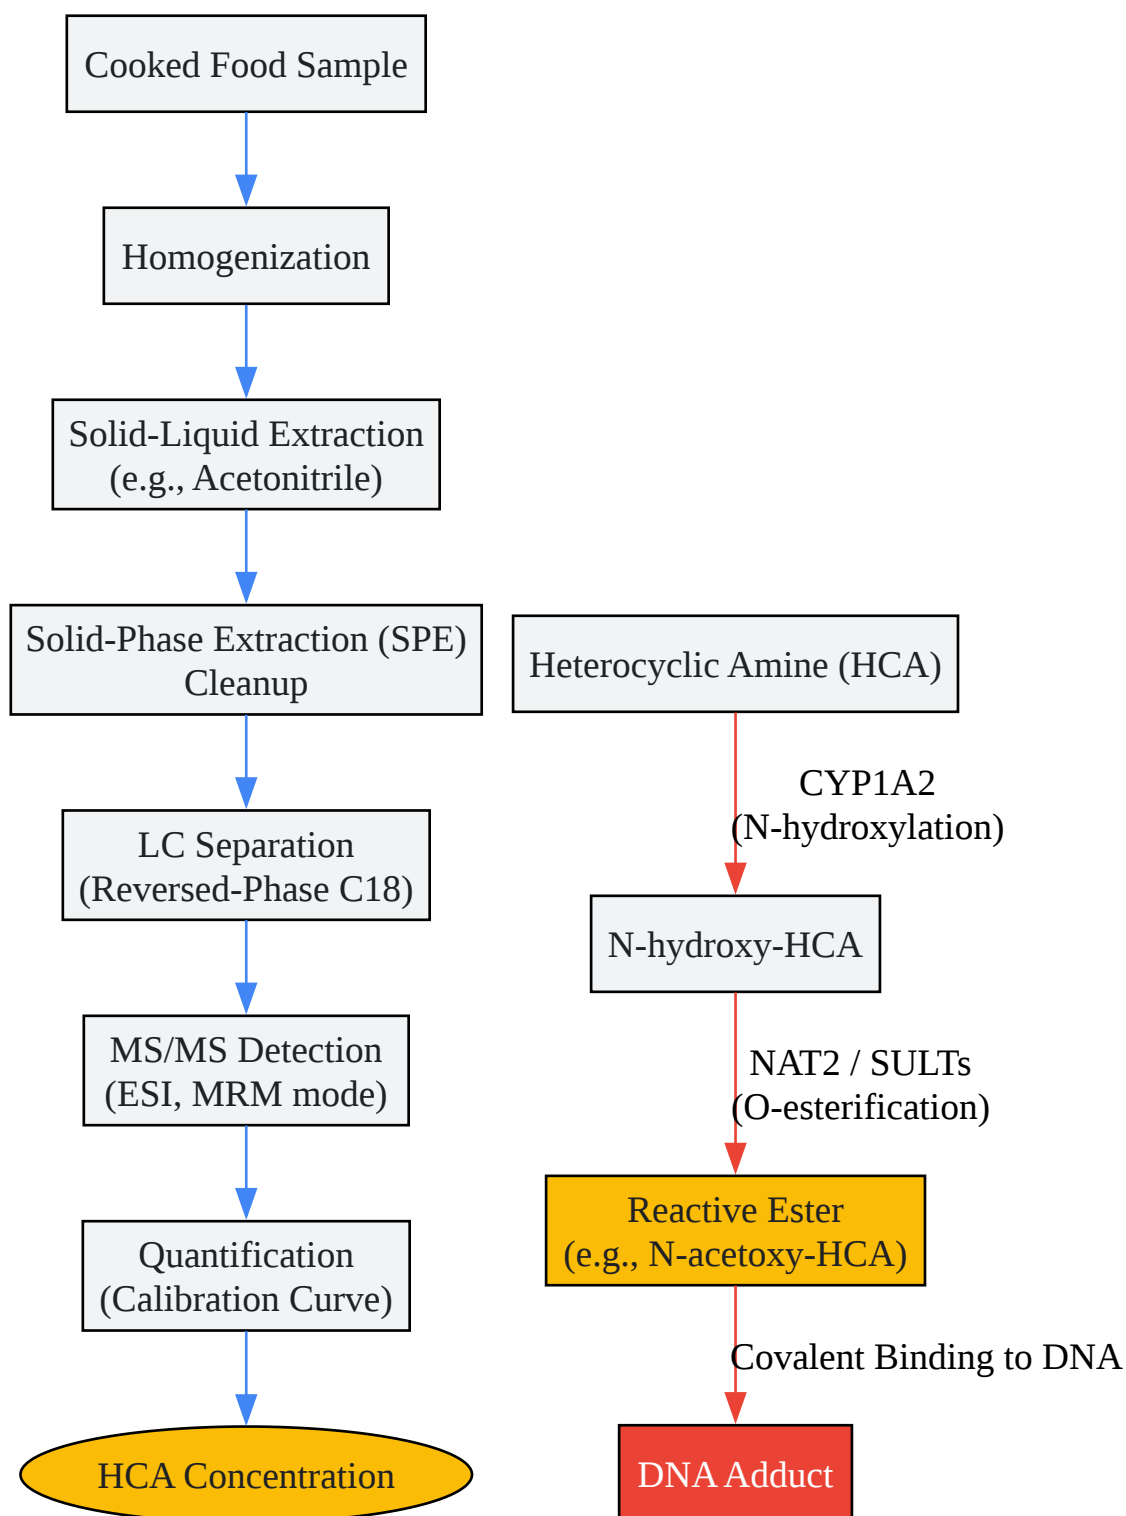 Cooked Food Sample
Homogenization
Solid-Liquid Extraction
(e.g., Acetonitrile)
Solid-Phase Extraction (SPE)
Cleanup
LC Separation
(Reversed-Phase C18)
MS/MS Detection
(ESI, MRM mode)
Quantification
(Calibration Curve)
HCA Concentration
Heterocyclic Amine (HCA)
CYP1A2
(N-hydroxylation)
N-hydroxy-HCA
NAT2 / SULTs
(O-esterification)
Reactive Ester
(e.g., N-acetoxy-HCA)
Covalent Binding to DNA
DNA Adduct